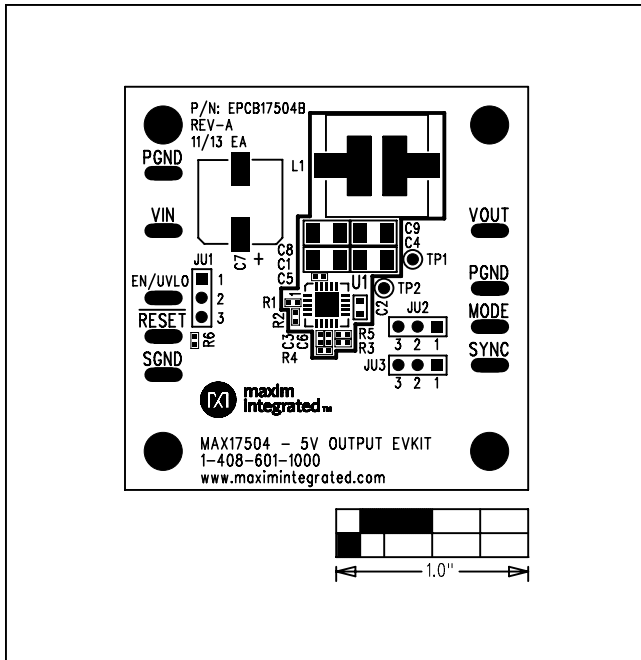 P/N: EPCB17504B
REV-A
11/13 EA
PGND
L1
VIN
VOUT
C9
C4
C8
C1
C5
TP1
C7 +
JU1
1
2
3
U1
TP2
PGND
EN/UVLO
R1
R2
C2
JU2
MODE
RESET
R6
C3
C6
R4
R5
R3
3 2 1
SYNC
SGND
JU3
3 2 1
maxim
integrated™
MAX17504 – 5V OUTPUT EVKIT
1-408-601-1000
www.maximintegrated.com
1.0"